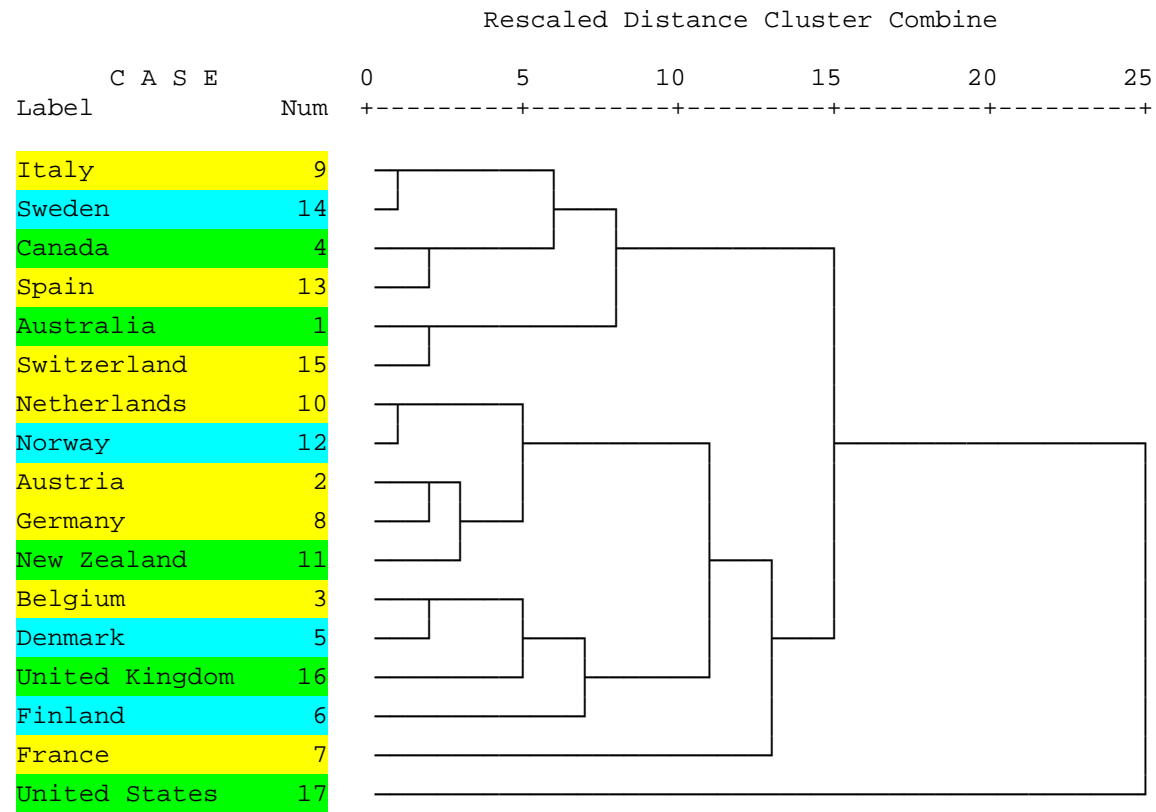 Rescaled Distance Cluster Combine
C A S E 0 5 10 15 20 25
Label Num +---------+---------+---------+---------+---------+
Italy 9
Sweden 14
Canada 4
Spain 13
Australia 1
Switzerland 15
Netherlands 10
Norway 12
Austria 2
Germany 8
New Zealand 11
Belgium 3
Denmark 5
United Kingdom 16
Finland 6
France 7
United States 17